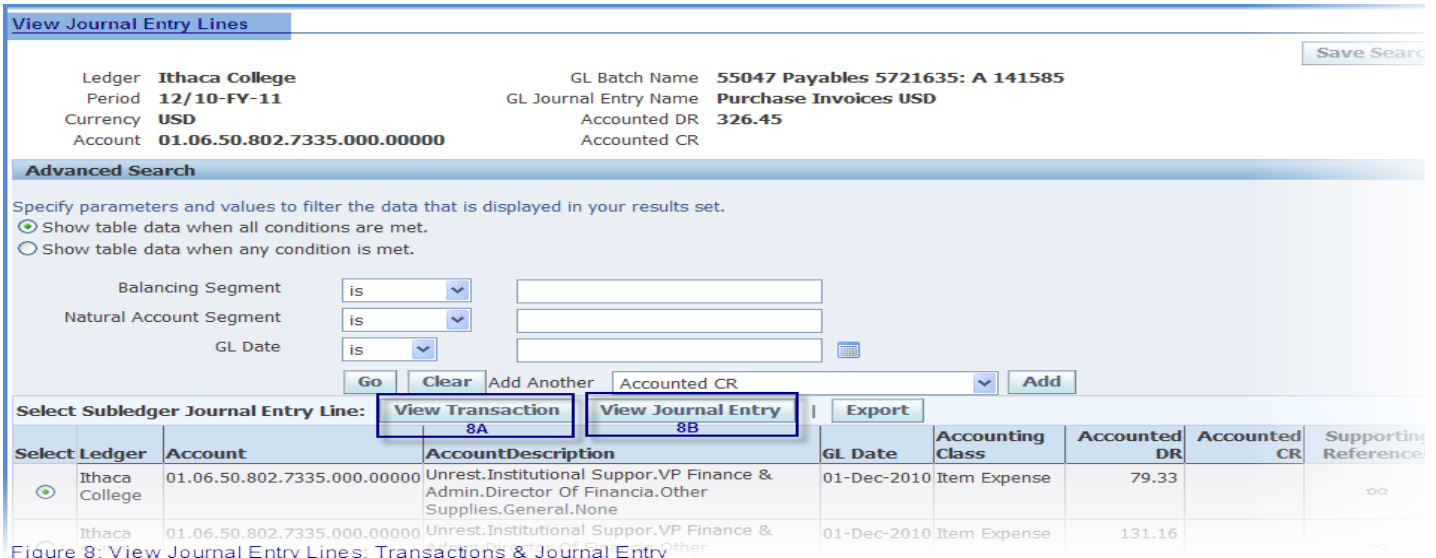 View Journal Entry Lines
Save Searc
Ledger Ithaca College GL Batch Name 55047 Payables 5721635: A 141585
Period 12/10-FY-11 GL Journal Entry Name Purchase Invoices USD
Currency USD Accounted DR 326.45
Account 01.06.50.802.7335.000.00000 Accounted CR
Advanced Search
Specify parameters and values to filter the data that is displayed in your results set.
Show table data when all conditions are met.
Show table data when any condition is met.
Balancing Segment is
Natural Account Segment is
GL Date is
Go Clear Add Another Accounted CR Add
Select Subledger Journal Entry Line: View Transaction View Journal Entry | Export
8A 8B
Select Ledger Account AccountDescription GL Date Accounting Class Accounted DR Accounted CR Supporting Reference
Ithaca College 01.06.50.802.7335.000.00000 Unrest.Institutional Suppor.VP Finance & Admin.Director Of Financia.Other Supplies.General.None 01-Dec-2010 Item Expense 79.33
Ithaca 01.06.50.802.7335.000.00000 Unrest.Institutional Suppor.VP Finance & 01-Dec-2010 Item Expense 131.16
Figure 8: View Journal Entry Lines: Transactions & Journal Entry